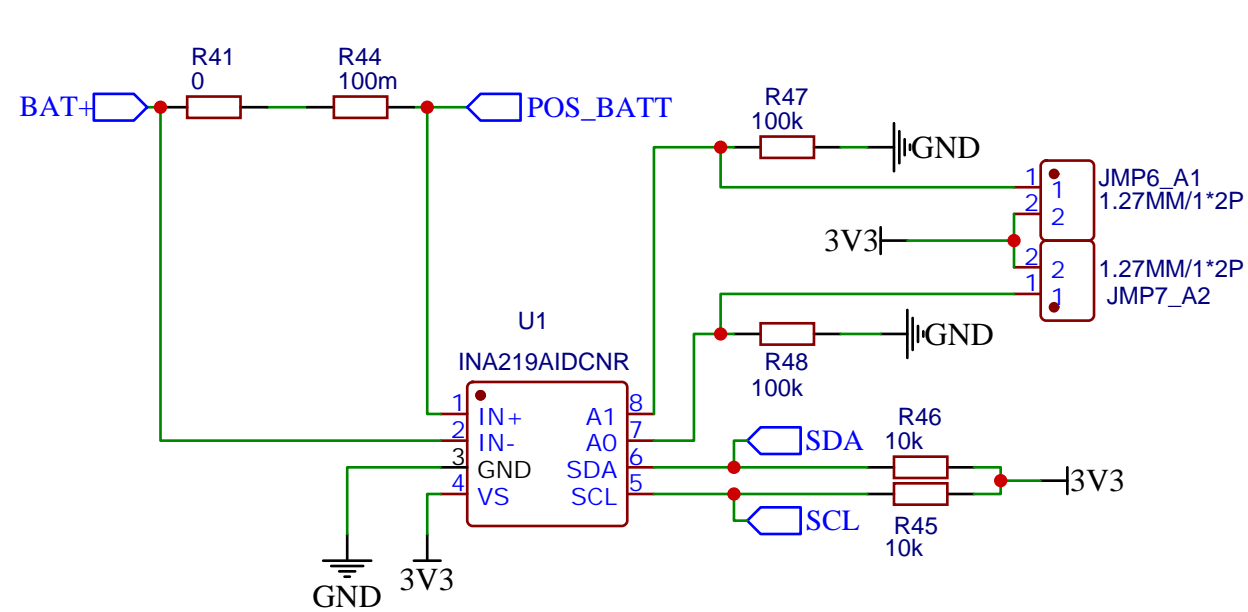 R41
0
R44
100m
BAT+
POS_BATT
R47
100k
GND
JMP6_A1
1.27MM/1*2P
1
1
2
2
3V3
2
2
1
1
1.27MM/1*2P
JMP7_A2
GND
R48
100k
U1
INA219AIDCNR
1
IN+
2
IN-
3
GND
4
VS
8
A1
7
A0
6
SDA
5
SCL
SDA
SCL
R46
10k
R45
10k
3V3
GND
3V3